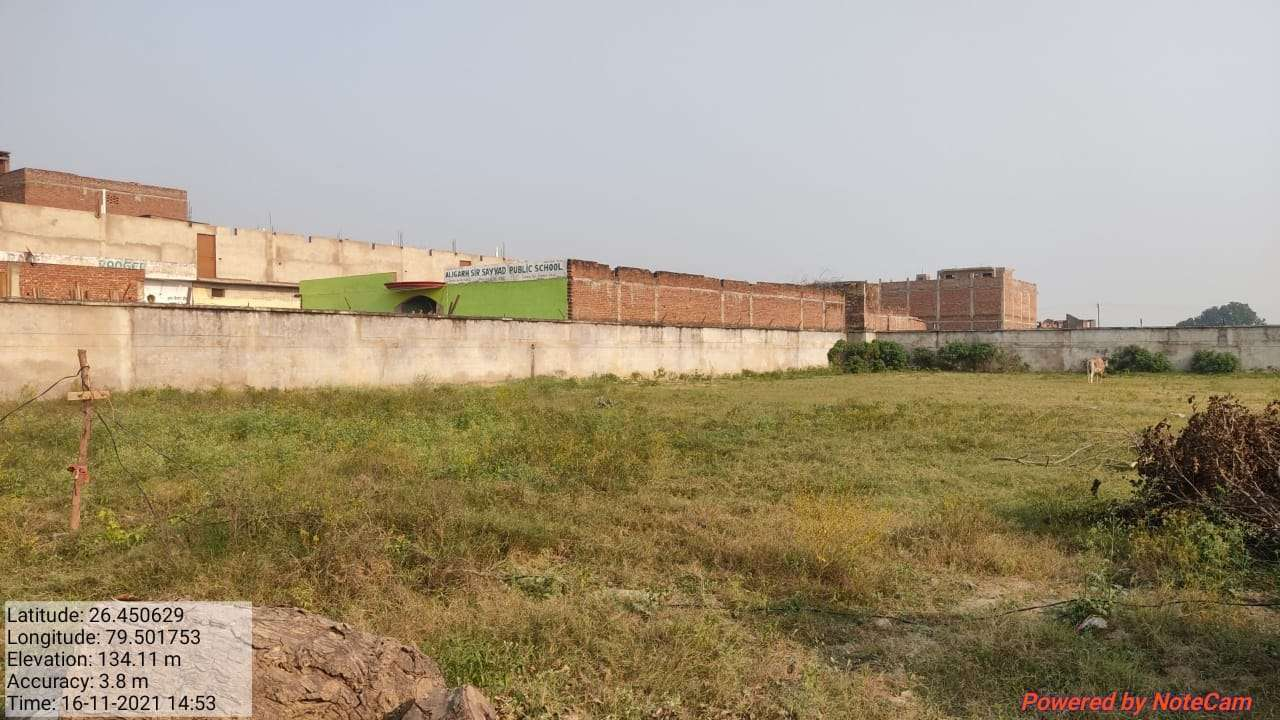 ALIGARH SIR SAYYAD PUBLIC SCHOOL
Latitude: 26.450629
Longitude: 79.501753
Elevation: 134.11 m
Accuracy: 3.8 m
Time: 16-11-2021 14:53
Powered by NoteCam